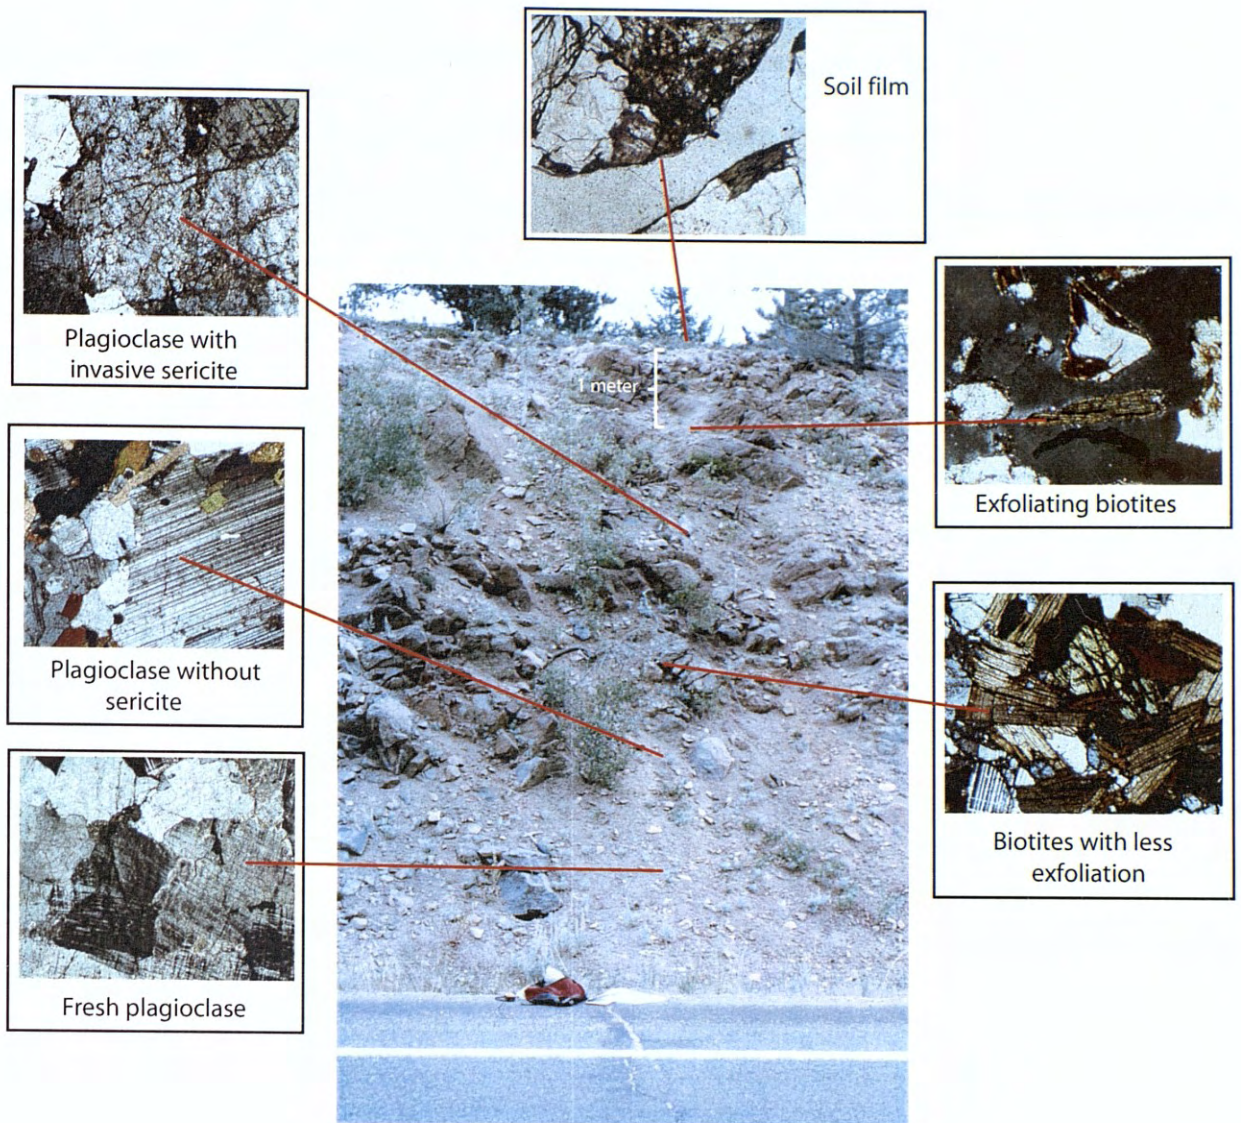 Soil film
Plagioclase with
invasive sericite
1 meter
Exfoliating biotites
Plagioclase without
sericite
Biotites with less
exfoliation
Fresh plagioclase